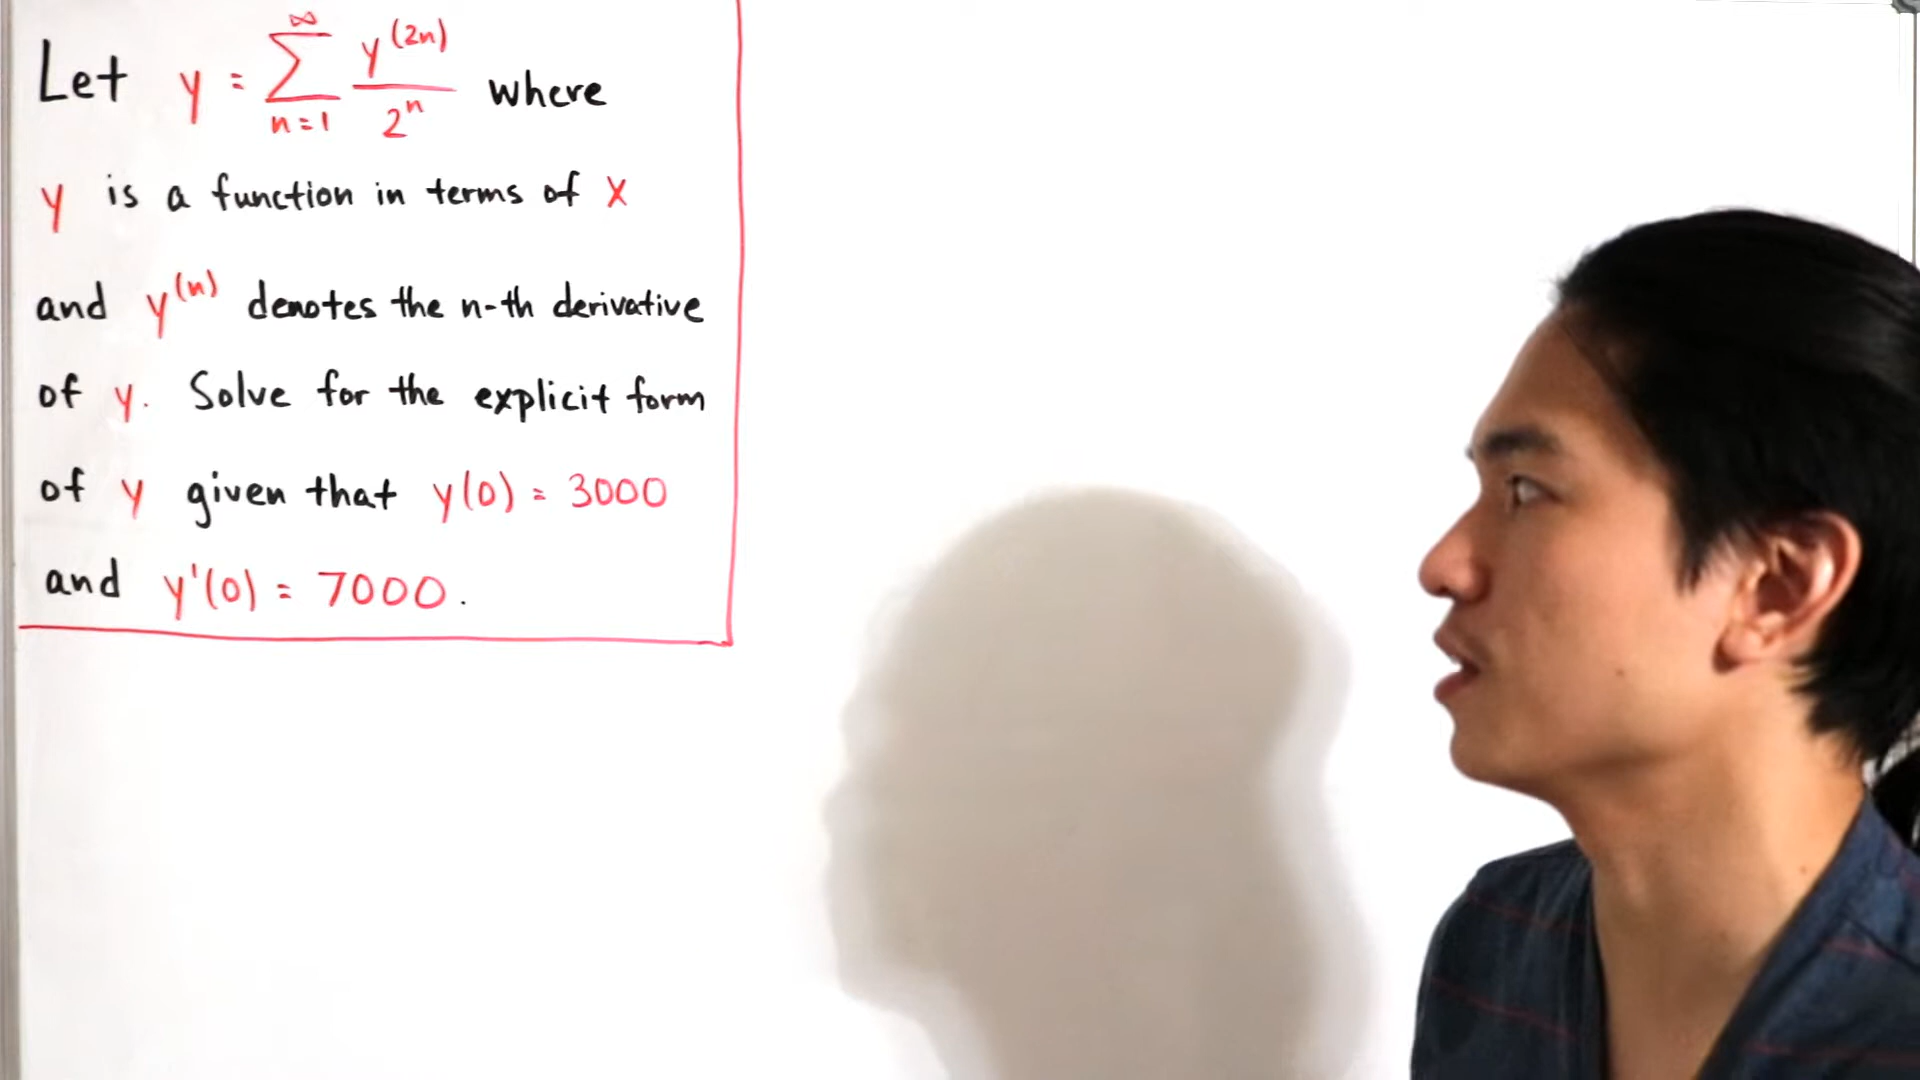 Let y = ∞∑n=1 y^(2n)/2^n where
y is a function in terms of x
and y^(n) denotes the n-th derivative
of y. Solve for the explicit form
of y given that y(0) = 3000
and y'(0) = 7000.